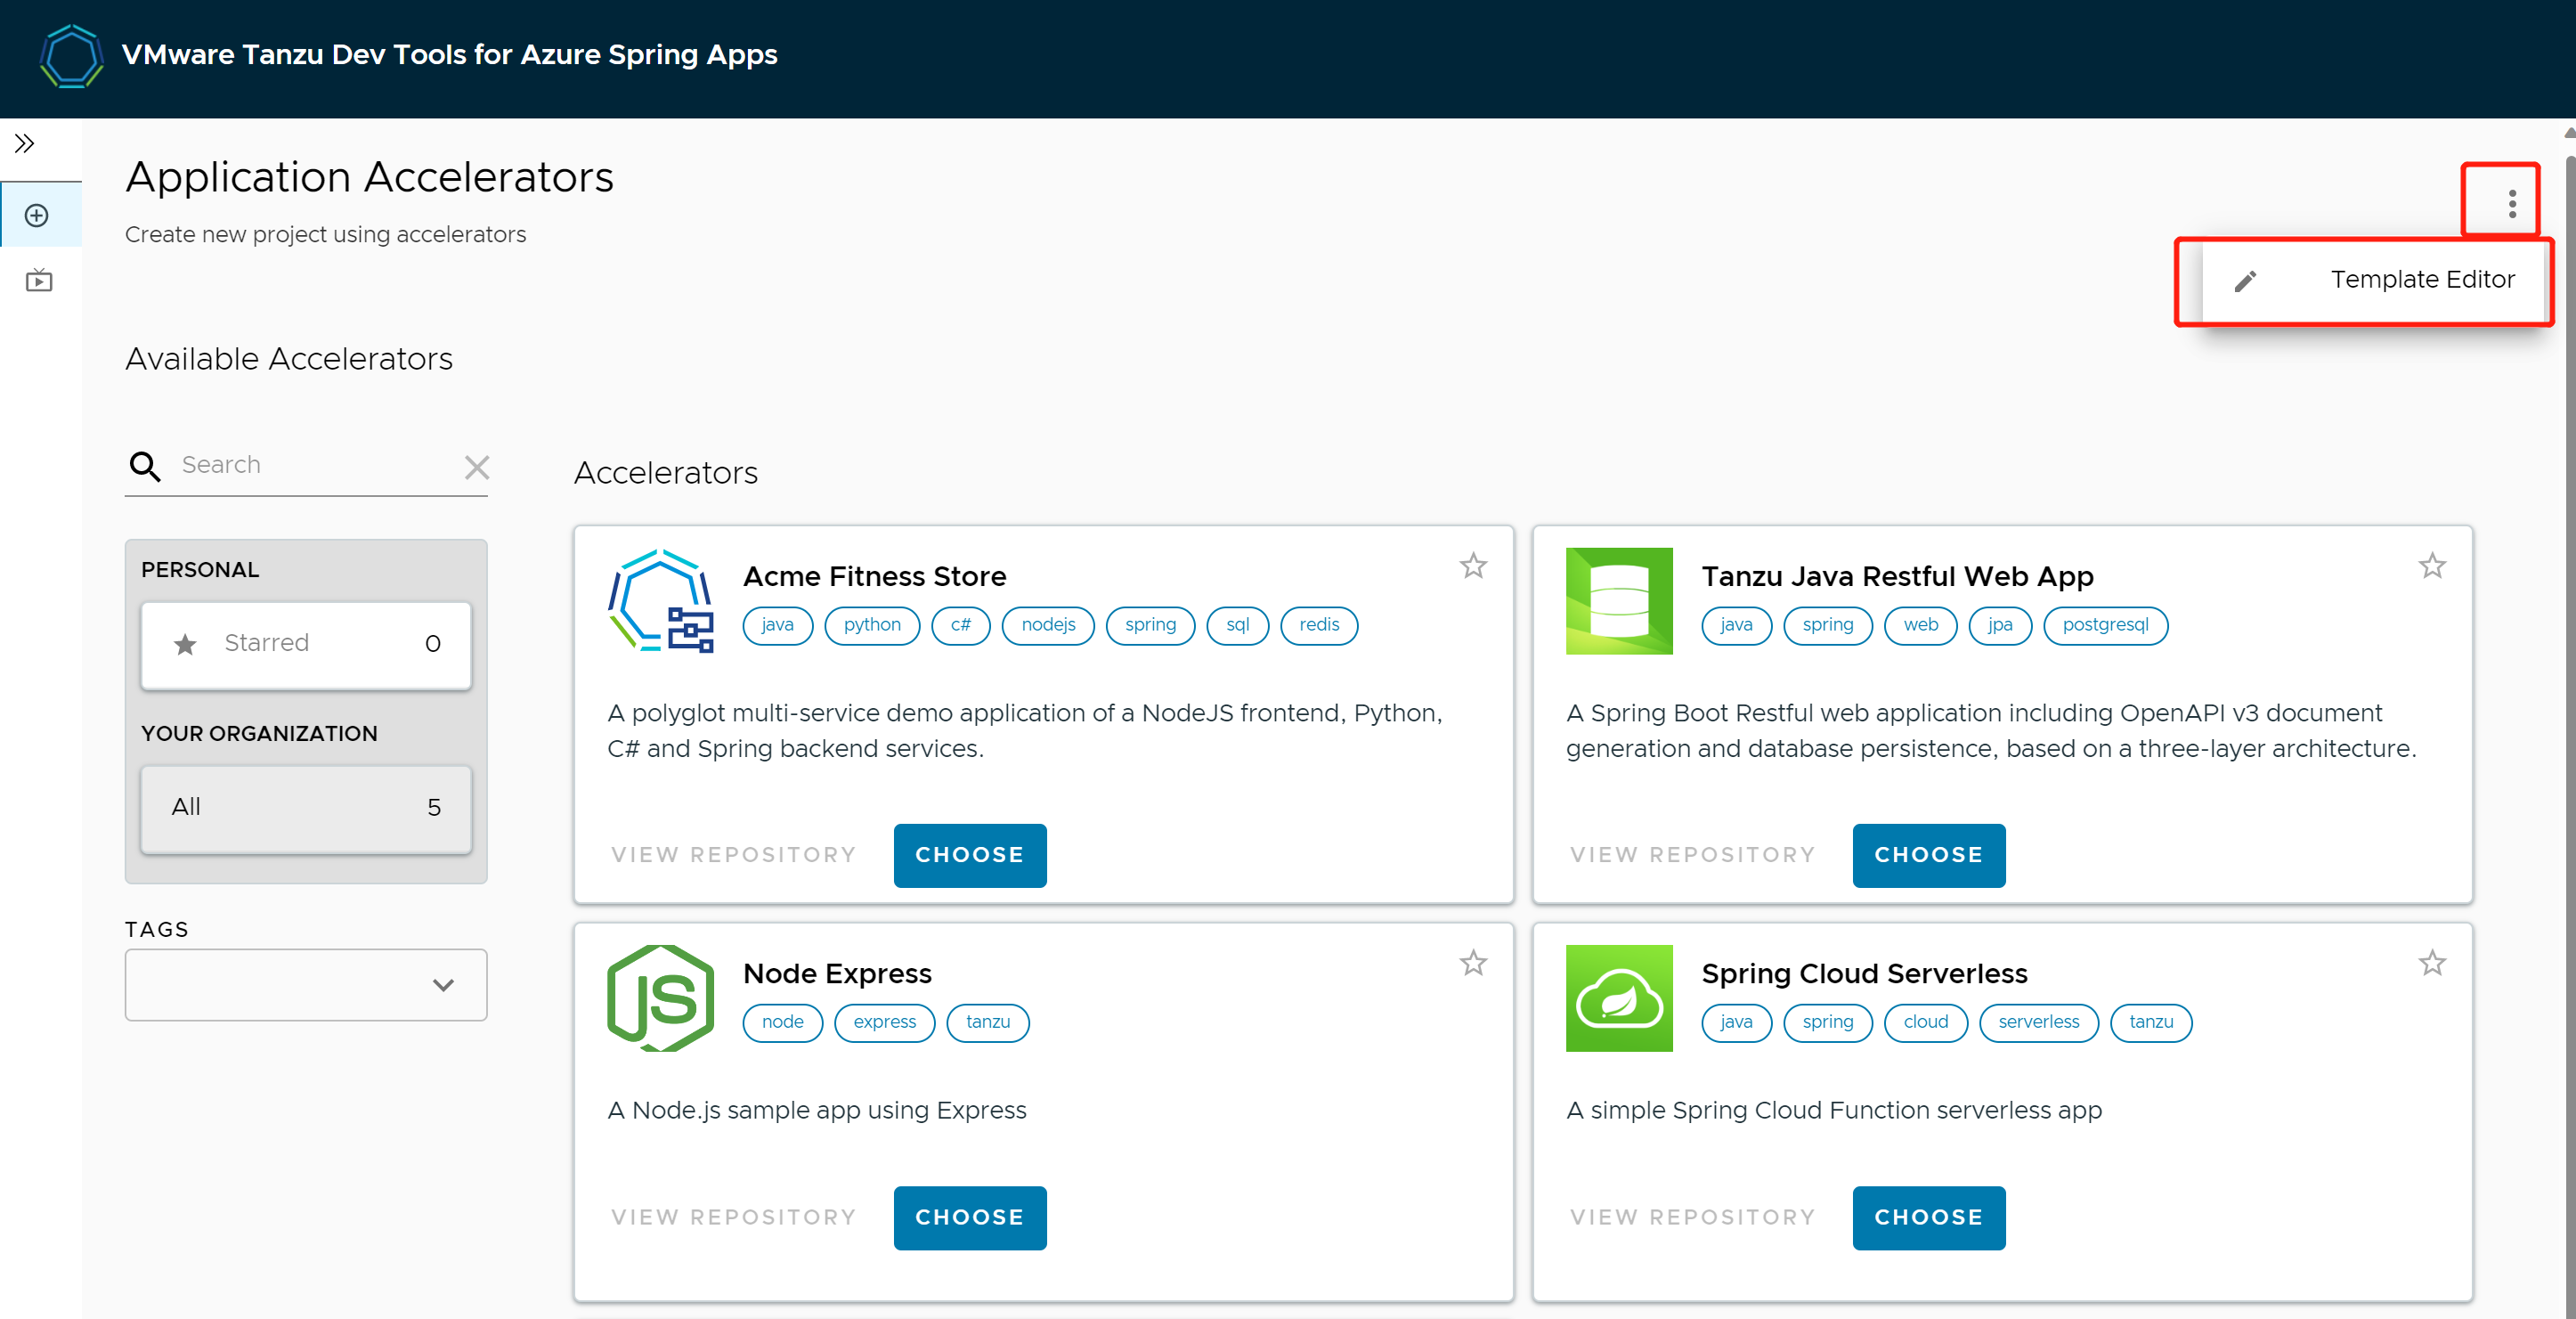 VMware Tanzu Dev Tools for Azure Spring Apps
Application Accelerators
Create new project using accelerators
Template Editor
Available Accelerators
Search
PERSONAL
Starred 0
YOUR ORGANIZATION
All 5
TAGS
Accelerators
Acme Fitness Store
java python c# nodejs spring sql redis
A polyglot multi-service demo application of a NodeJS frontend, Python,
C# and Spring backend services.
VIEW REPOSITORY CHOOSE
Tanzu Java Restful Web App
java spring web jpa postgresql
A Spring Boot Restful web application including OpenAPI v3 document
generation and database persistence, based on a three-layer architecture.
VIEW REPOSITORY CHOOSE
JS
Node Express
node express tanzu
A Node.js sample app using Express
VIEW REPOSITORY CHOOSE
Spring Cloud Serverless
java spring cloud serverless tanzu
A simple Spring Cloud Function serverless app
VIEW REPOSITORY CHOOSE